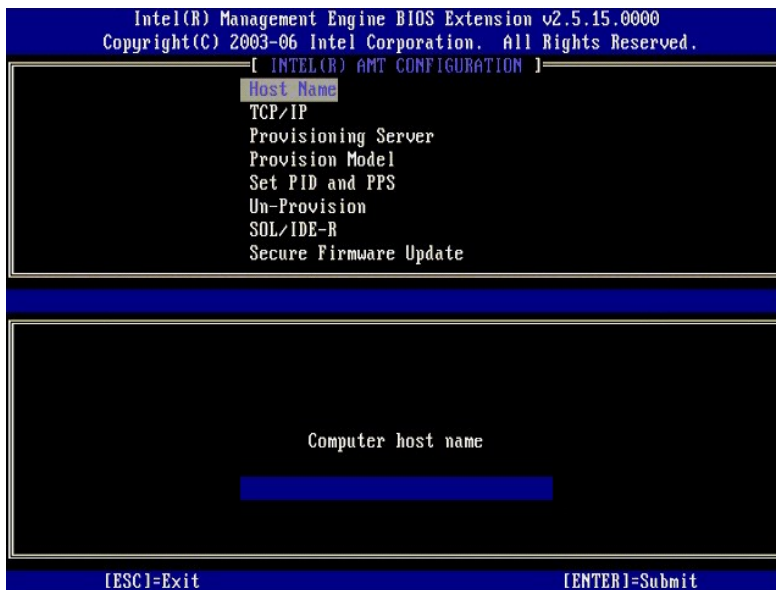 Intel(R) Management Engine BIOS Extension v2.5.15.0000
Copyright(C) 2003-06 Intel Corporation. All Rights Reserved.
[ INTEL(R) AMT CONFIGURATION ]
Host Name
TCP/IP
Provisioning Server
Provision Model
Set PID and PPS
Un-Provision
SOL/IDE-R
Secure Firmware Update
Computer host name
[ESC]=Exit [ENTER]=Submit